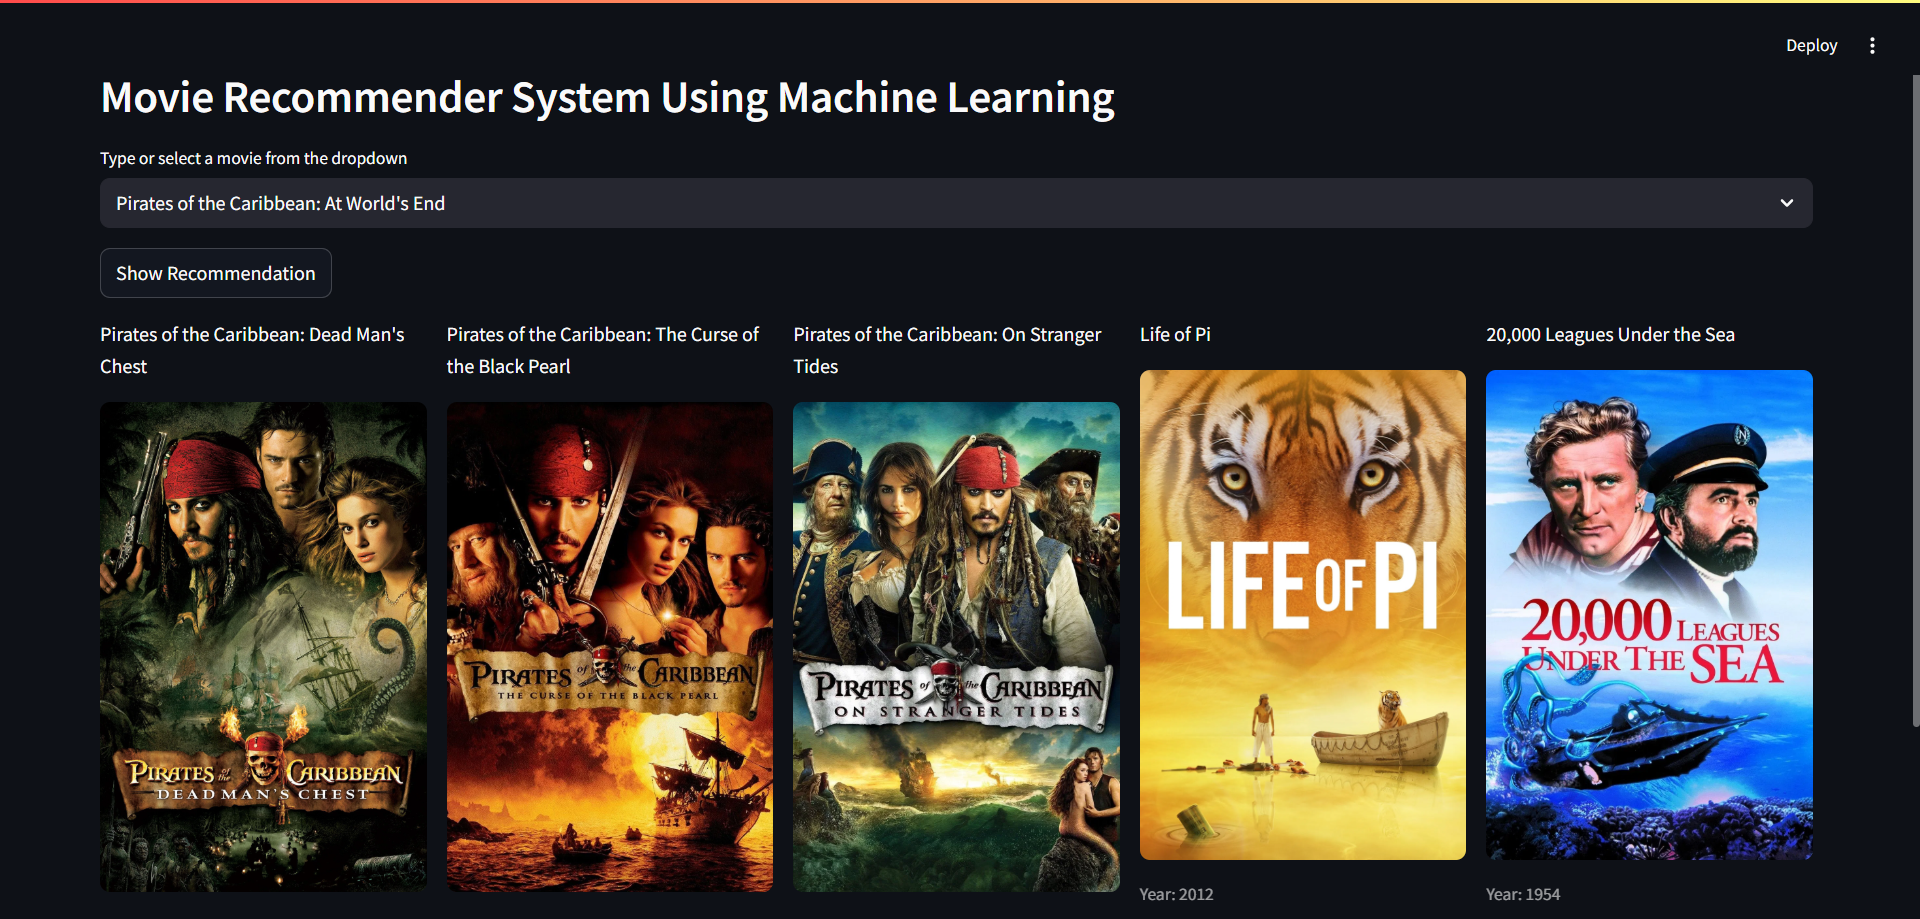 Deploy
Movie Recommender System Using Machine Learning
Type or select a movie from the dropdown
Pirates of the Caribbean: At World's End
Show Recommendation
Pirates of the Caribbean: Dead Man's
Chest
PIRATES of the CARIBBEAN
DEAD MAN'S CHEST
Pirates of the Caribbean: The Curse of
the Black Pearl
PIRATES of the CARIBBEAN
THE CURSE OF THE BLACK PEARL
Pirates of the Caribbean: On Stranger
Tides
PIRATES of the CARIBBEAN
ON STRANGER TIDES
Life of Pi
LIFE OF PI
Year: 2012
20,000 Leagues Under the Sea
N
20,000 LEAGUES
UNDER THE SEA
Year: 1954